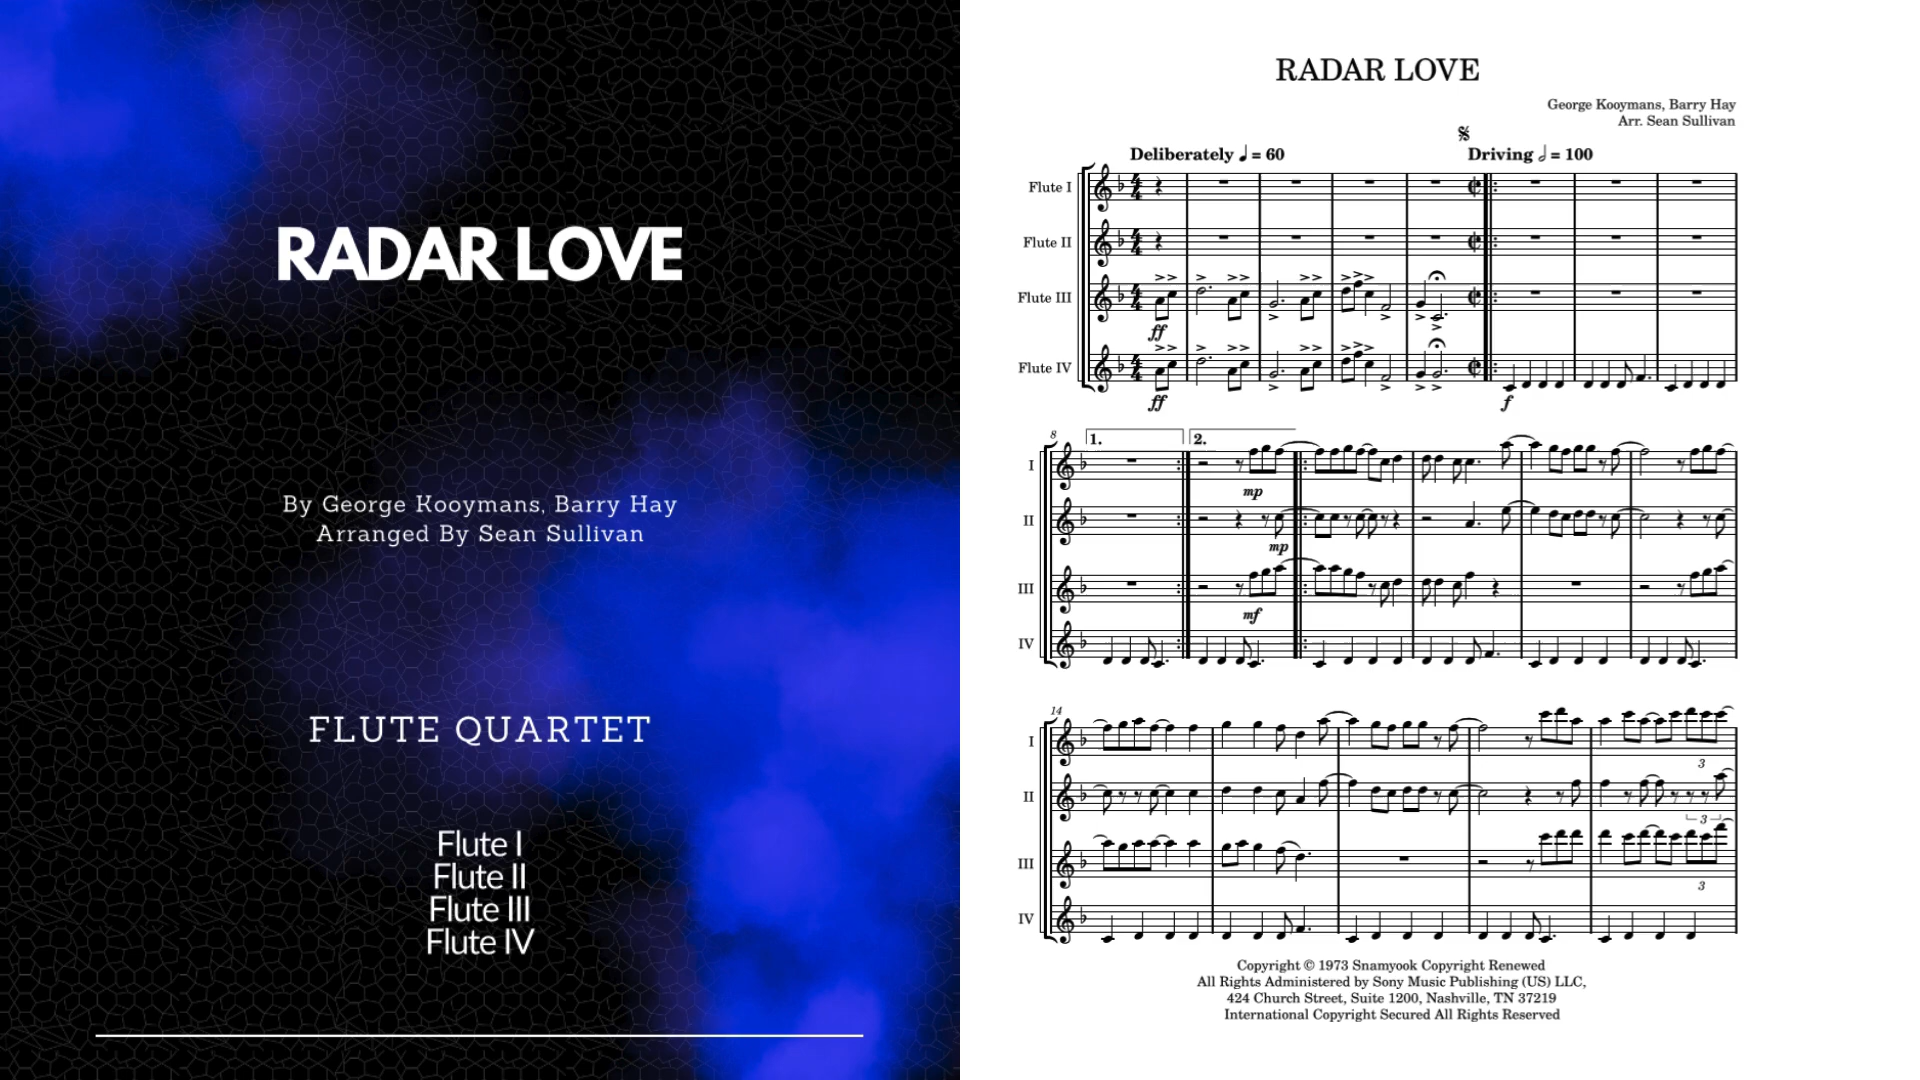 RADAR LOVE
By George Kooymans, Barry Hay
Arranged By Sean Sullivan
FLUTE QUARTET
Flute I
Flute II
Flute III
Flute IV
RADAR LOVE
George Kooymans, Barry Hay
Arr. Sean Sullivan
Deliberately ♩ = 60
Driving 𝅗𝅥 = 100
Flute I
Flute II
Flute III
ff
Flute IV
ff
f
8
1.
2.
I
mp
II
mp
III
mf
IV
14
I
3
II
3
III
3
IV
Copyright © 1973 Snamyook Copyright Renewed
All Rights Administered by Sony Music Publishing (US) LLC,
424 Church Street, Suite 1200, Nashville, TN 37219
International Copyright Secured All Rights Reserved